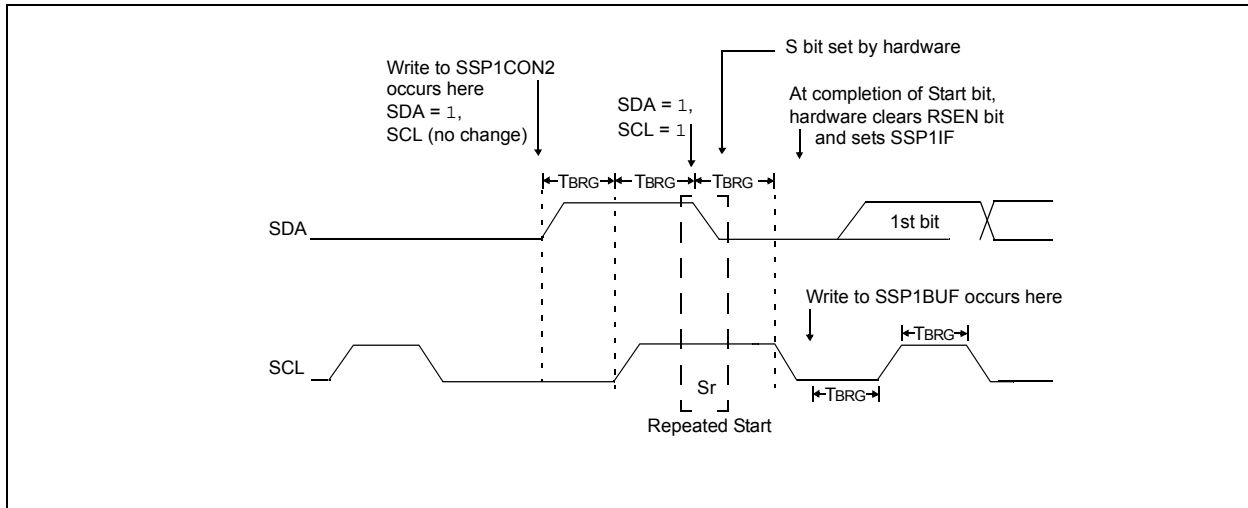 S bit set by hardware
Write to SSP1CON2
occurs here
SDA = 1,
SCL (no change)
SDA = 1,
SCL = 1
At completion of Start bit,
hardware clears RSEN bit
and sets SSP1IF
TBRG TBRG TBRG
SDA
1st bit
Write to SSP1BUF occurs here
TBRG
SCL
Sr
TBRG
Repeated Start